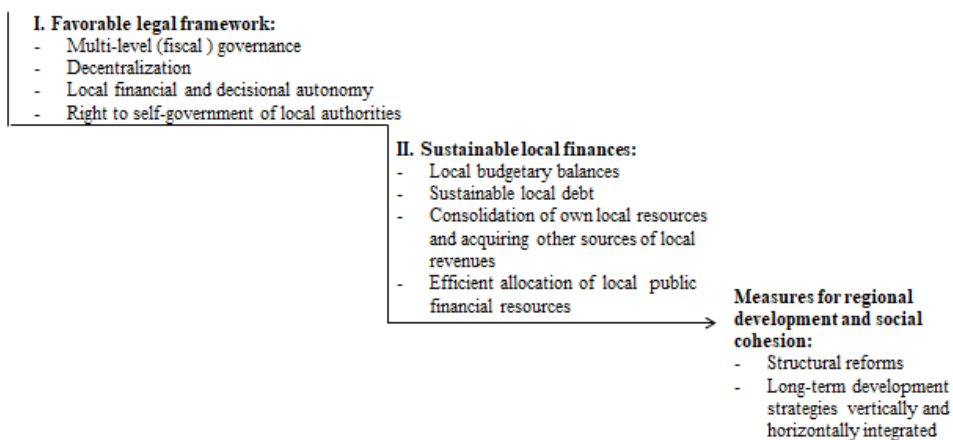 I. Favorable legal framework:
- Multi-level (fiscal ) governance
- Decentralization
- Local financial and decisional autonomy
- Right to self-government of local authorities
II. Sustainable local finances:
- Local budgetary balances
- Sustainable local debt
- Consolidation of own local resources
and acquiring other sources of local
revenues
- Efficient allocation of local public
financial resources
Measures for regional
development and social
cohesion:
- Structural reforms
- Long-term development
strategies vertically and
horizontally integrated